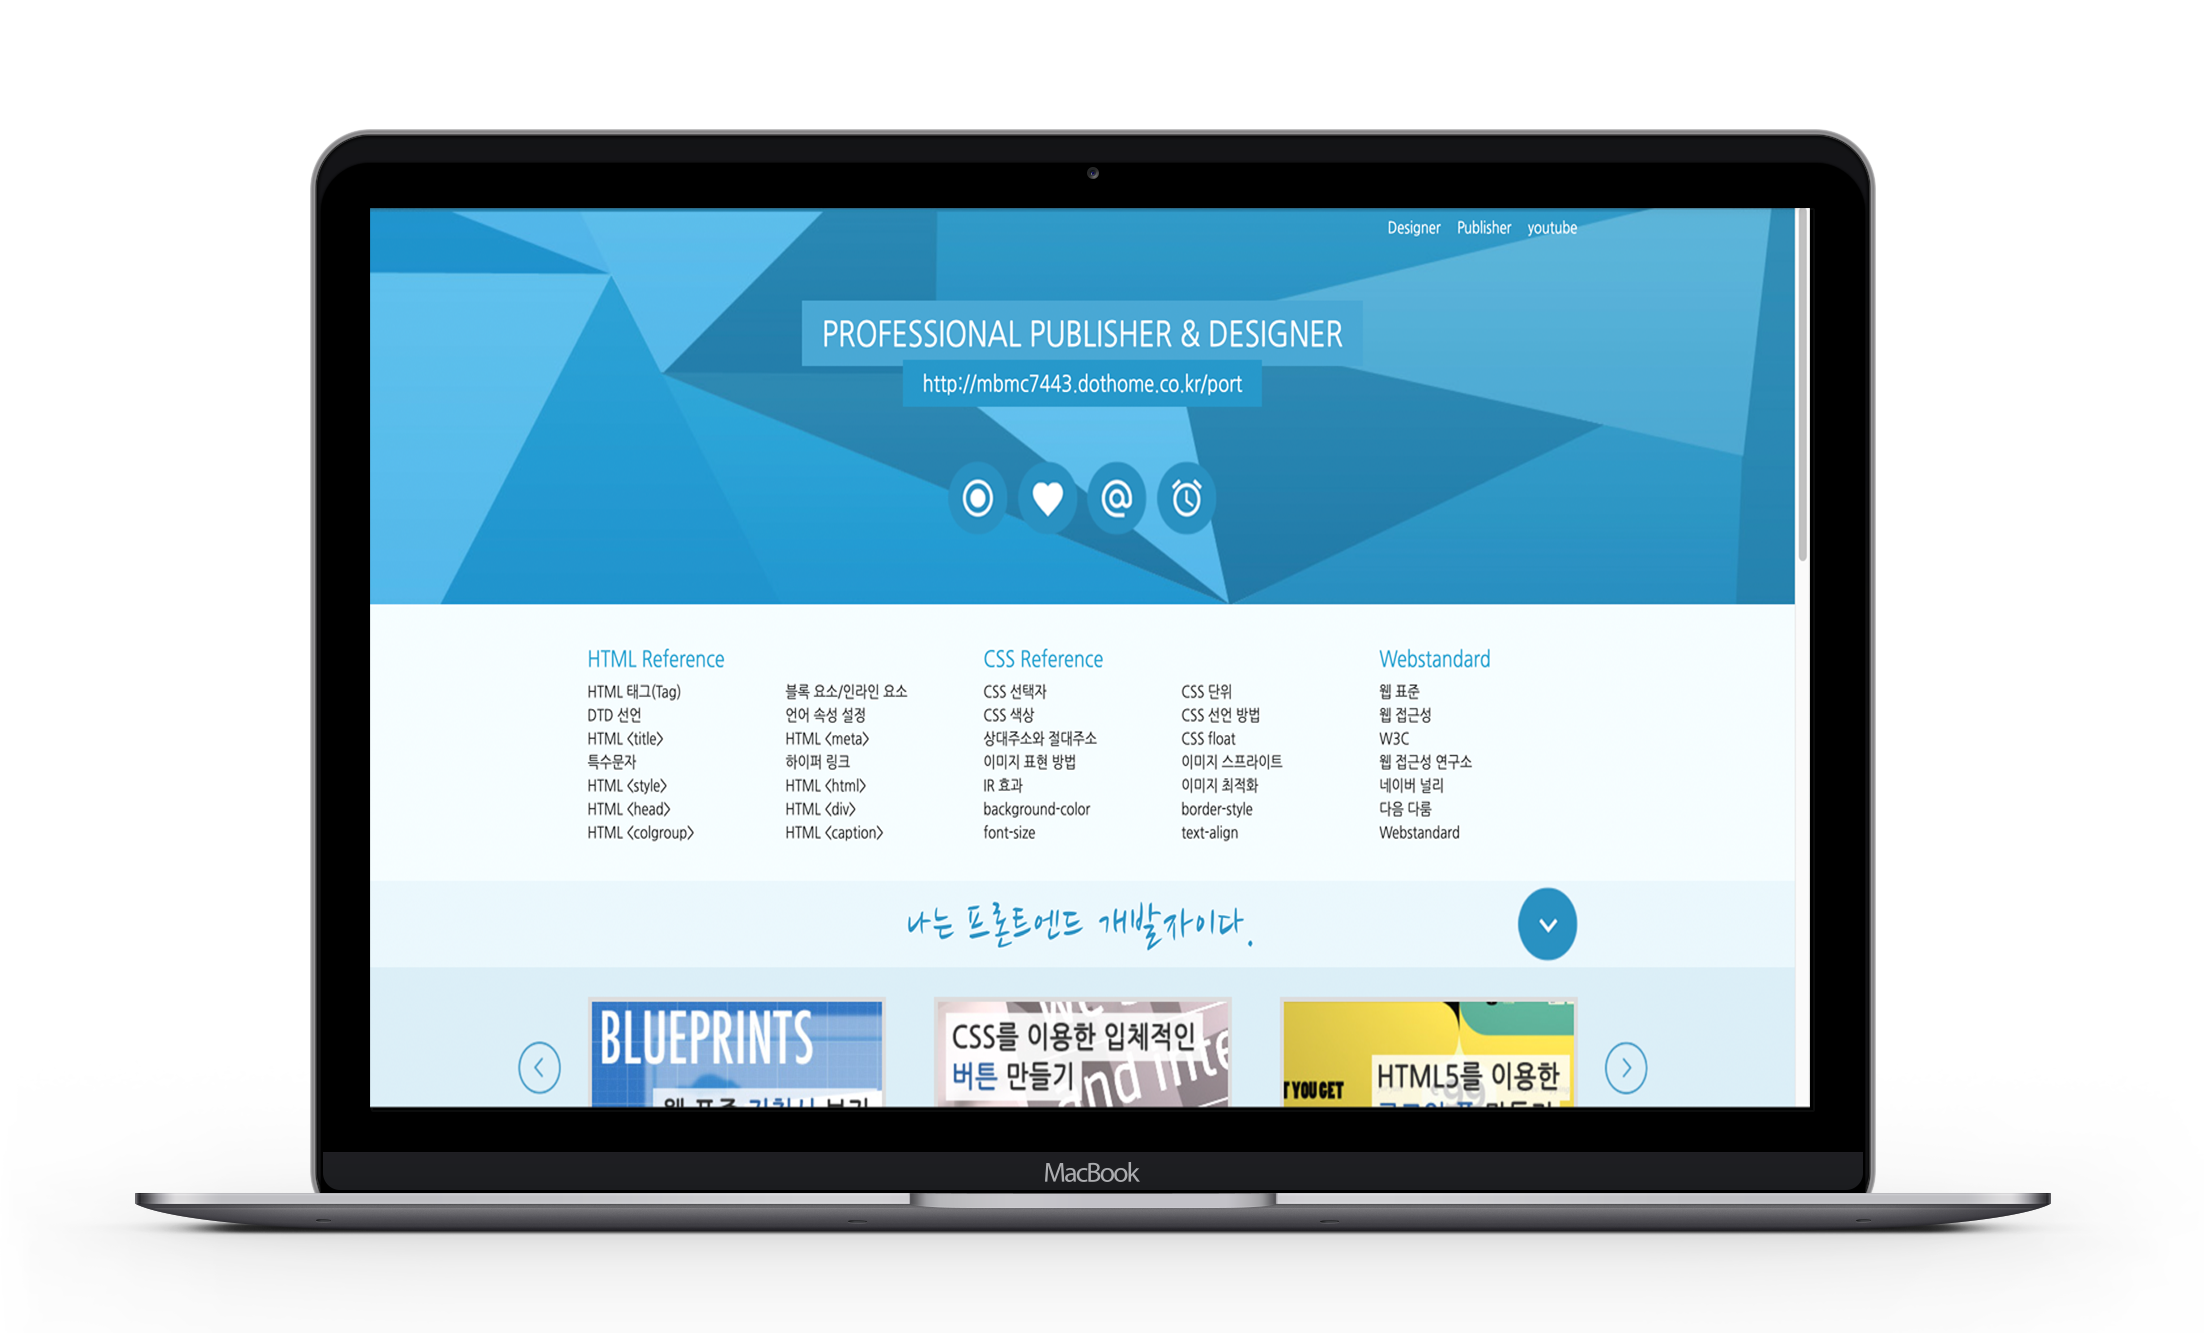 Designer Publisher youtube
PROFESSIONAL PUBLISHER & DESIGNER
http://mbmc7443.dothome.co.kr/port
HTML Reference
HTML 태그(Tag)
DTD 선언
HTML <title>
특수문자
HTML <style>
HTML <head>
HTML <colgroup>
블록 요소/인라인 요소
언어 속성 설정
HTML <meta>
하이퍼 링크
HTML <html>
HTML <div>
HTML <caption>
CSS Reference
CSS 선택자
CSS 색상
상대주소와 절대주소
이미지 표현 방법
IR 효과
background-color
font-size
CSS 단위
CSS 선언 방법
CSS float
이미지 스프라이트
이미지 최적화
border-style
text-align
Webstandard
웹 표준
웹 접근성
W3C
웹 접근성 연구소
네이버 널리
다음 다룸
Webstandard
나는 프론트엔드 개발자이다.
BLUEPRINTS
CSS를 이용한 입체적인
버튼 만들기
and inte
T YOU GET
HTML5를 이용한
'99
MacBook